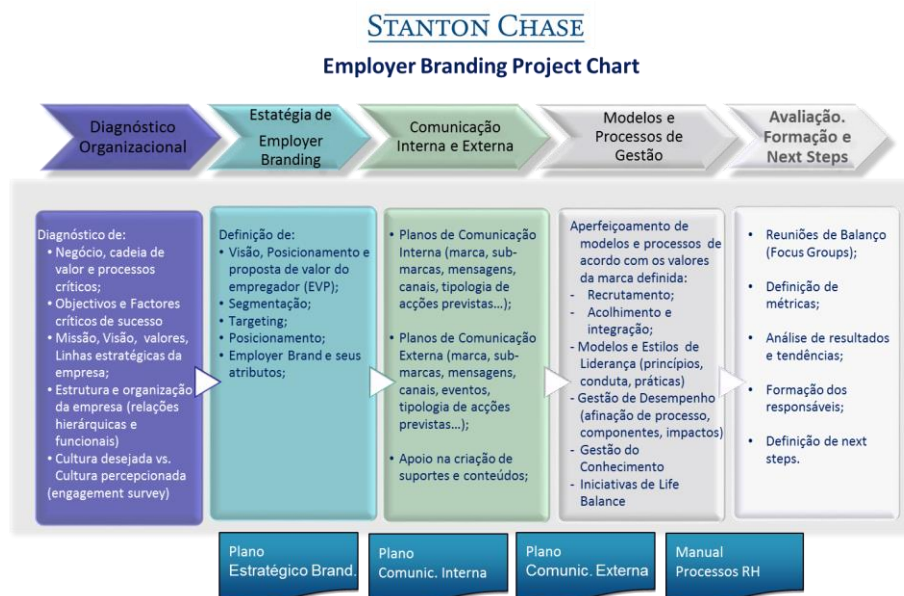 STANTON CHASE
Employer Branding Project Chart
Diagnóstico
Organizacional
Estatégia de
Employer
Branding
Comunicação
Interna e Externa
Modelos e
Processos de
Gestão
Avaliação.
Formação e
Next Steps
Diagnóstico de:
• Negócio, cadeia de
valor e processos
críticos;
• Objectivos e Factores
críticos de sucesso
• Missão, Visão, valores,
Linhas estratégicas da
empresa;
• Estrutura e organização
da empresa (relações
hierárquicas e
funcionais)
• Cultura desejada vs.
Cultura percepcionada
(engagement survey)
Definição de:
• Visão, Posicionamento e
proposta de valor do
empregador (EVP);
• Segmentação;
• Targeting;
• Posicionamento;
• Employer Brand e seus
atributos;
• Planos de Comunicação
Interna (marca, sub-
marcas, mensagens,
canais, tipologia de
acções previstas...);
• Planos de Comunicação
Externa (marca, sub-
marcas, mensagens,
canais, eventos,
tipologia de acções
previstas...);
• Apoio na criação de
suportes e conteúdos;
Aperfeiçoamento de
modelos e processos de
acordo com os valores
da marca definida:
- Recrutamento;
- Acolhimento e
integração;
- Modelos e Estilos de
Liderança (princípios,
conduta, práticas)
- Gestão de Desempenho
(afinação de processo,
componentes, impactos)
- Gestão do
Conhecimento
- Iniciativas de Life
Balance
• Reuniões de Balanço
(Focus Groups);
• Definição de
métricas;
• Análise de resultados
e tendências;
• Formação dos
responsáveis;
• Definição de next
steps.
Plano
Estratégico Brand.
Plano
Comunic. Interna
Plano
Comunic. Externa
Manual
Processos RH